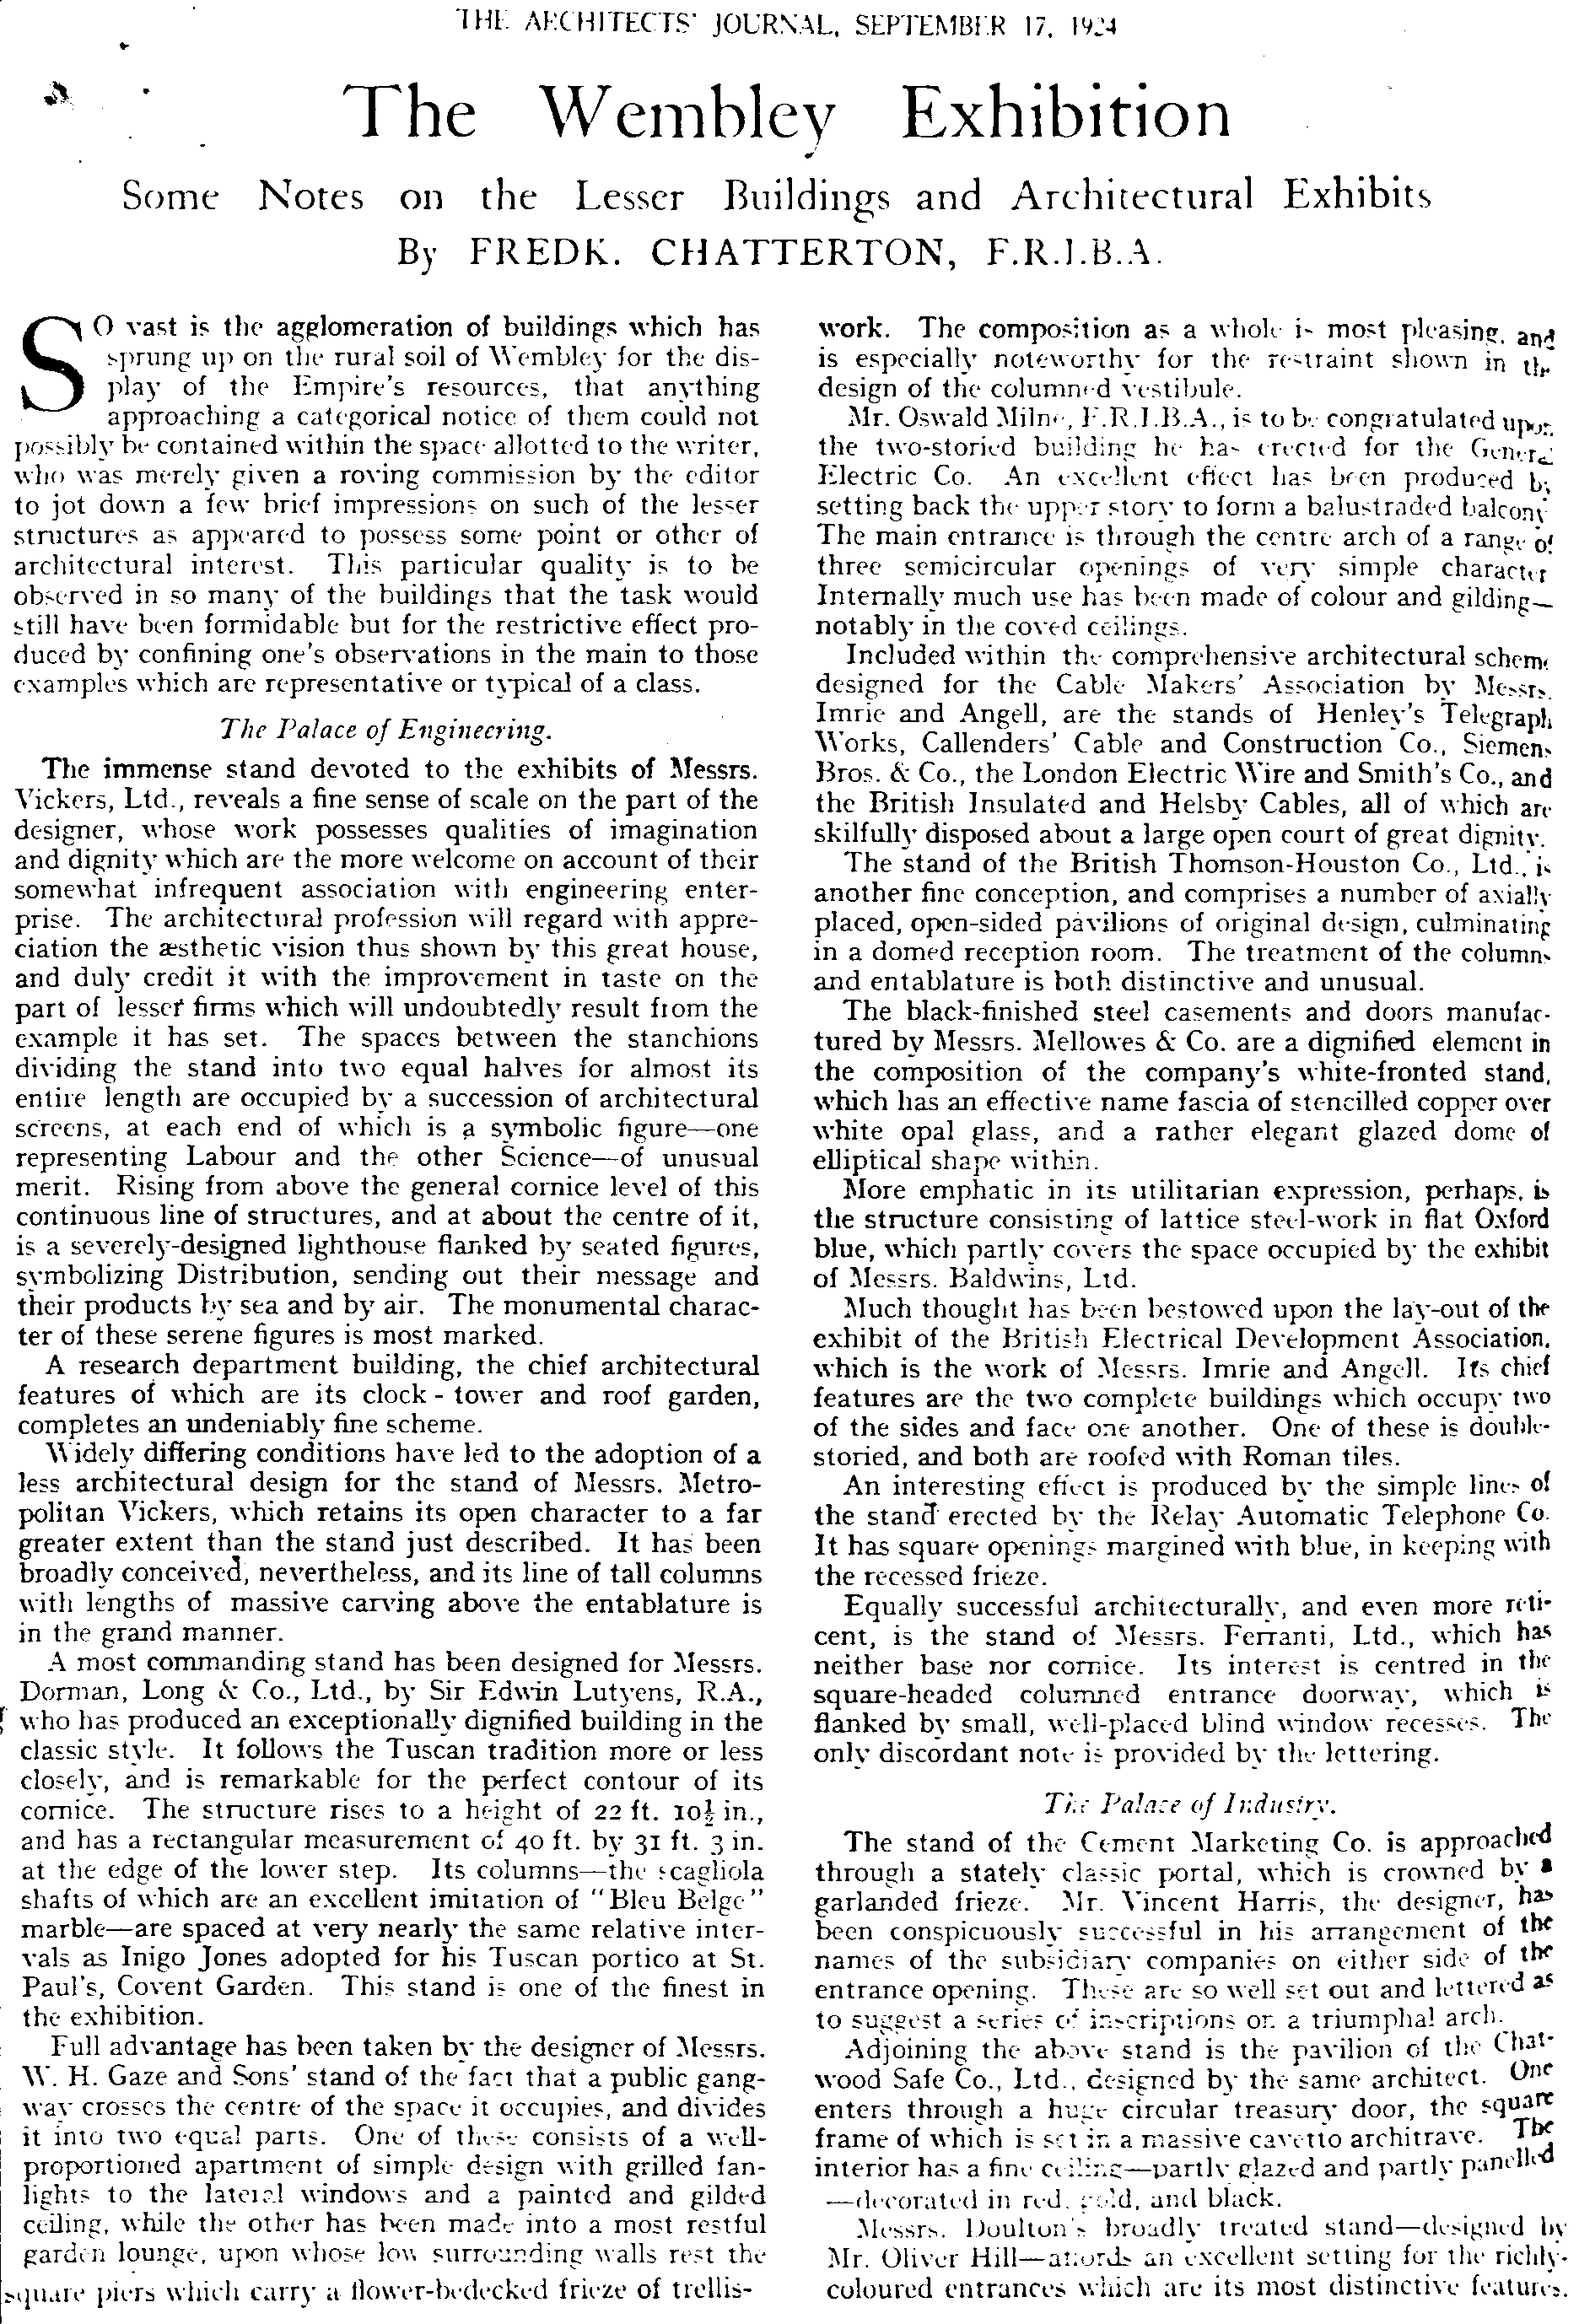 THE ARCHITECTS' JOURNAL, SEPTEMBER 17, 1924
The Wembley Exhibition
Some Notes on the Lesser Buildings and Architectural Exhibits
By FREDK. CHATTERTON, F.R.I.B.A.
SO vast is the agglomeration of buildings which has
sprung up on the rural soil of Wembley for the dis-
play of the Empire's resources, that anything
approaching a categorical notice of them could not
possibly be contained within the space allotted to the writer,
who was merely given a roving commission by the editor
to jot down a few brief impressions on such of the lesser
structures as appeared to possess some point or other of
architectural interest. This particular quality is to be
observed in so many of the buildings that the task would
still have been formidable but for the restrictive effect pro-
duced by confining one's observations in the main to those
examples which are representative or typical of a class.
The Palace of Engineering.
The immense stand devoted to the exhibits of Messrs.
Vickers, Ltd., reveals a fine sense of scale on the part of the
designer, whose work possesses qualities of imagination
and dignity which are the more welcome on account of their
somewhat infrequent association with engineering enter-
prise. The architectural profession will regard with appre-
ciation the æsthetic vision thus shown by this great house,
and duly credit it with the improvement in taste on the
part of lesser firms which will undoubtedly result from the
example it has set. The spaces between the stanchions
dividing the stand into two equal halves for almost its
entire length are occupied by a succession of architectural
screens, at each end of which is a symbolic figure—one
representing Labour and the other Science—of unusual
merit. Rising from above the general cornice level of this
continuous line of structures, and at about the centre of it,
is a severely-designed lighthouse flanked by seated figures,
symbolizing Distribution, sending out their message and
their products by sea and by air. The monumental charac-
ter of these serene figures is most marked.
A research department building, the chief architectural
features of which are its clock-tower and roof garden,
completes an undeniably fine scheme.
Widely differing conditions have led to the adoption of a
less architectural design for the stand of Messrs. Metro-
politan Vickers, which retains its open character to a far
greater extent than the stand just described. It has been
broadly conceived, nevertheless, and its line of tall columns
with lengths of massive carving above the entablature is
in the grand manner.
A most commanding stand has been designed for Messrs.
Dorman, Long & Co., Ltd., by Sir Edwin Lutyens, R.A.,
who has produced an exceptionally dignified building in the
classic style. It follows the Tuscan tradition more or less
closely, and is remarkable for the perfect contour of its
cornice. The structure rises to a height of 22 ft. 10½ in.,
and has a rectangular measurement of 40 ft. by 31 ft. 3 in.
at the edge of the lower step. Its columns—the scagliola
shafts of which are an excellent imitation of "Bleu Belge"
marble—are spaced at very nearly the same relative inter-
vals as Inigo Jones adopted for his Tuscan portico at St.
Paul's, Covent Garden. This stand is one of the finest in
the exhibition.
Full advantage has been taken by the designer of Messrs.
W. H. Gaze and Sons' stand of the fact that a public gang-
way crosses the centre of the space it occupies, and divides
it into two equal parts. One of these consists of a well-
proportioned apartment of simple design with grilled fan-
lights to the lateral windows and a painted and gilded
ceiling, while the other has been made into a most restful
garden lounge, upon whose low surrounding walls rest the
square piers which carry a flower-bedecked frieze of trellis-
work. The composition as a whole is most pleasing, and
is especially noteworthy for the restraint shown in the
design of the columned vestibule.
Mr. Oswald Milne, F.R.I.B.A., is to be congratulated upon
the two-storied building he has erected for the General
Electric Co. An excellent effect has been produced by
setting back the upper story to form a balustraded balcony
The main entrance is through the centre arch of a range of
three semicircular openings of very simple character
Internally much use has been made of colour and gilding—
notably in the coved ceilings.
Included within the comprehensive architectural scheme
designed for the Cable Makers' Association by Messrs.
Imrie and Angell, are the stands of Henley's Telegraph
Works, Callenders' Cable and Construction Co., Siemens
Bros. & Co., the London Electric Wire and Smith's Co., and
the British Insulated and Helsby Cables, all of which are
skilfully disposed about a large open court of great dignity.
The stand of the British Thomson-Houston Co., Ltd., is
another fine conception, and comprises a number of axially
placed, open-sided pavilions of original design, culminating
in a domed reception room. The treatment of the columns
and entablature is both distinctive and unusual.
The black-finished steel casements and doors manufac-
tured by Messrs. Mellowes & Co. are a dignified element in
the composition of the company's white-fronted stand,
which has an effective name fascia of stencilled copper over
white opal glass, and a rather elegant glazed dome of
elliptical shape within.
More emphatic in its utilitarian expression, perhaps, is
the structure consisting of lattice steel-work in flat Oxford
blue, which partly covers the space occupied by the exhibit
of Messrs. Baldwins, Ltd.
Much thought has been bestowed upon the lay-out of the
exhibit of the British Electrical Development Association,
which is the work of Messrs. Imrie and Angell. Its chief
features are the two complete buildings which occupy two
of the sides and face one another. One of these is double-
storied, and both are roofed with Roman tiles.
An interesting effect is produced by the simple lines of
the stand erected by the Relay Automatic Telephone Co.
It has square openings margined with blue, in keeping with
the recessed frieze.
Equally successful architecturally, and even more reti-
cent, is the stand of Messrs. Ferranti, Ltd., which has
neither base nor cornice. Its interest is centred in the
square-headed columned entrance doorway, which is
flanked by small, well-placed blind window recesses. The
only discordant note is provided by the lettering.
The Palace of Industry.
The stand of the Cement Marketing Co. is approached
through a stately classic portal, which is crowned by a
garlanded frieze. Mr. Vincent Harris, the designer, has
been conspicuously successful in his arrangement of the
names of the subsidiary companies on either side of the
entrance opening. These are so well set out and lettered as
to suggest a series of inscriptions on a triumphal arch.
Adjoining the above stand is the pavilion of the Chat-
wood Safe Co., Ltd., designed by the same architect. One
enters through a huge circular treasury door, the square
frame of which is set in a massive cavetto architrave. The
interior has a fine ceiling—partly glazed and partly panelled
—decorated in red, gold, and black.
Messrs. Doulton's broadly treated stand—designed by
Mr. Oliver Hill—affords an excellent setting for the richly-
coloured entrances which are its most distinctive features.